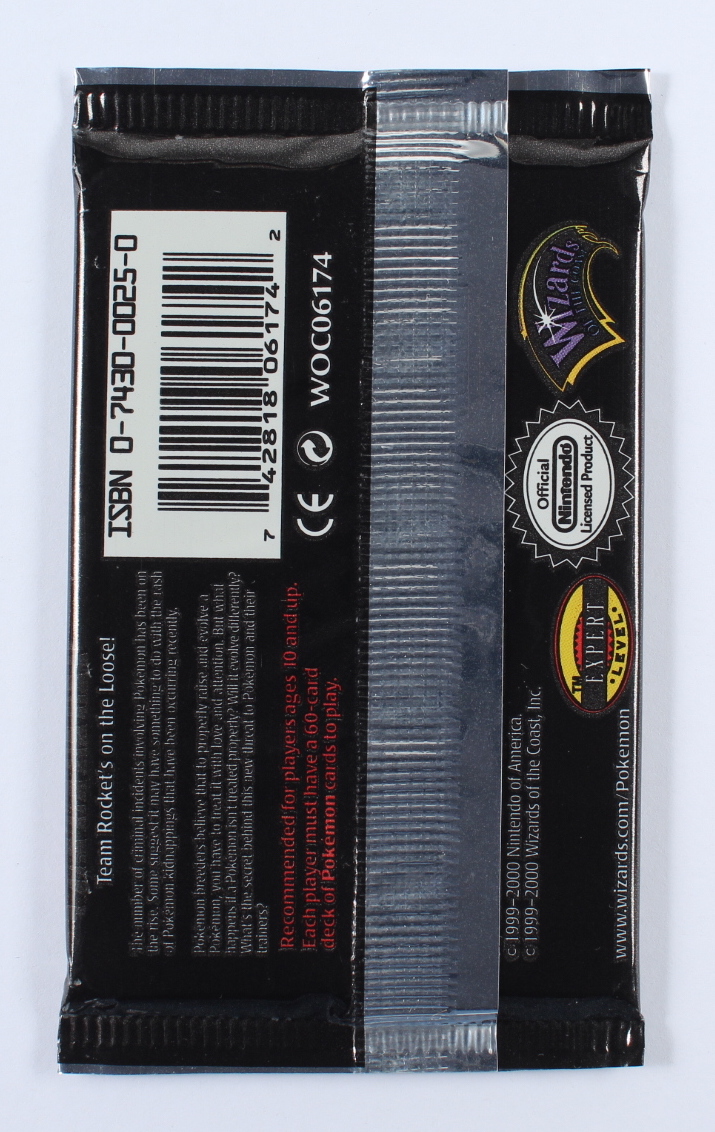 Team Rocket's on the Loose!
The number of criminal incidents involving Pokémon has been on
the rise. Some suggest it may have something to do with the rash
of Pokémon kidnappings that have been occurring recently.
Pokémon breeders believe that to properly raise and evolve a
Pokémon, you have to treat it with love and attention. But what
happens if a Pokémon isn't treated properly? Will it evolve differently?
What's the secret behind this new threat to Pokémon and their
trainers?
Recommended for players ages 10 and up.
Each player must have a 60-card
deck of Pokémon cards to play.
ISBN 0-7430-0025-0
7 42818 06174 2
CE WOC06174
©1999-2000 Nintendo of America.
©1999-2000 Wizards of the Coast, Inc.
www.wizards.com/Pokemon
TM
EXPERT
LEVEL
Official
Nintendo
Licensed Product
Wizards
OF THE COAST